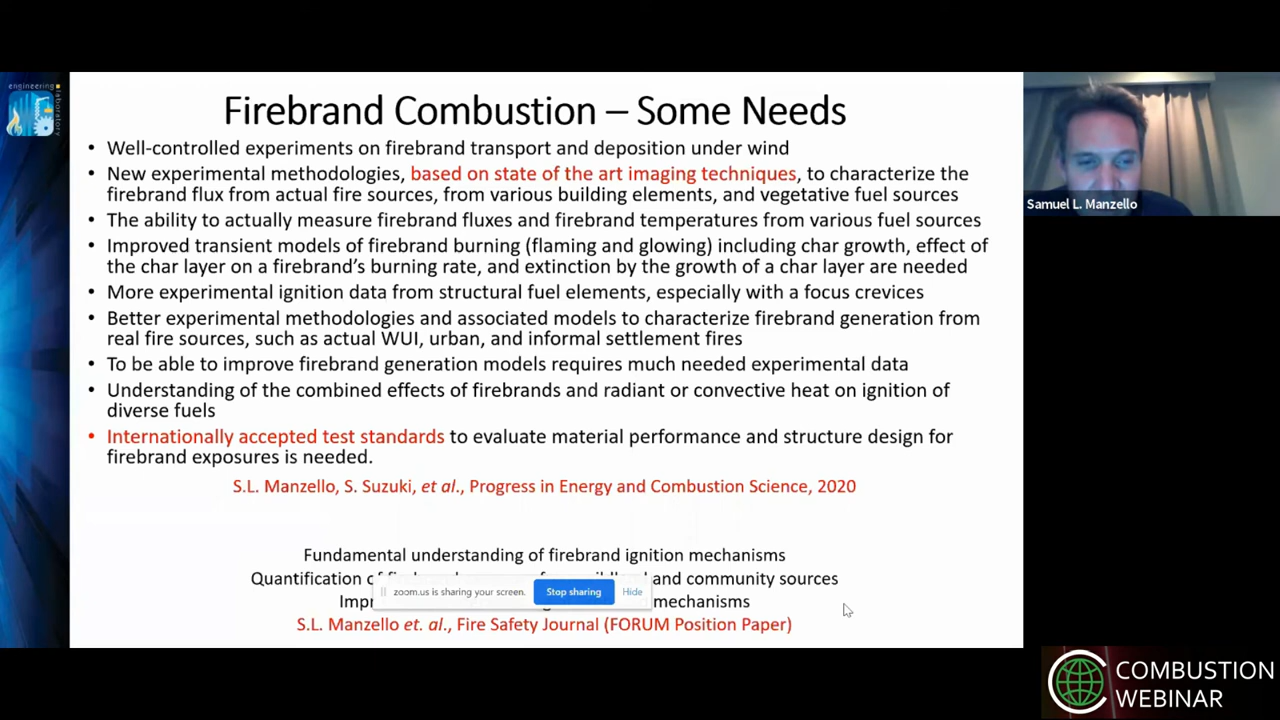 engineering
laboratory
Firebrand Combustion – Some Needs
• Well-controlled experiments on firebrand transport and deposition under wind
• New experimental methodologies, based on state of the art imaging techniques, to characterize the
firebrand flux from actual fire sources, from various building elements, and vegetative fuel sources
• The ability to actually measure firebrand fluxes and firebrand temperatures from various fuel sources
• Improved transient models of firebrand burning (flaming and glowing) including char growth, effect of
the char layer on a firebrand's burning rate, and extinction by the growth of a char layer are needed
• More experimental ignition data from structural fuel elements, especially with a focus crevices
• Better experimental methodologies and associated models to characterize firebrand generation from
real fire sources, such as actual WUI, urban, and informal settlement fires
• To be able to improve firebrand generation models requires much needed experimental data
• Understanding of the combined effects of firebrands and radiant or convective heat on ignition of
diverse fuels
• Internationally accepted test standards to evaluate material performance and structure design for
firebrand exposures is needed.
S.L. Manzello, S. Suzuki, et al., Progress in Energy and Combustion Science, 2020
Fundamental understanding of firebrand ignition mechanisms
Quantification and community sources
mechanisms
S.L. Manzello et. al., Fire Safety Journal (FORUM Position Paper)
zoom.us is sharing your screen. Stop sharing Hide
Samuel L. Manzello
COMBUSTION
WEBINAR